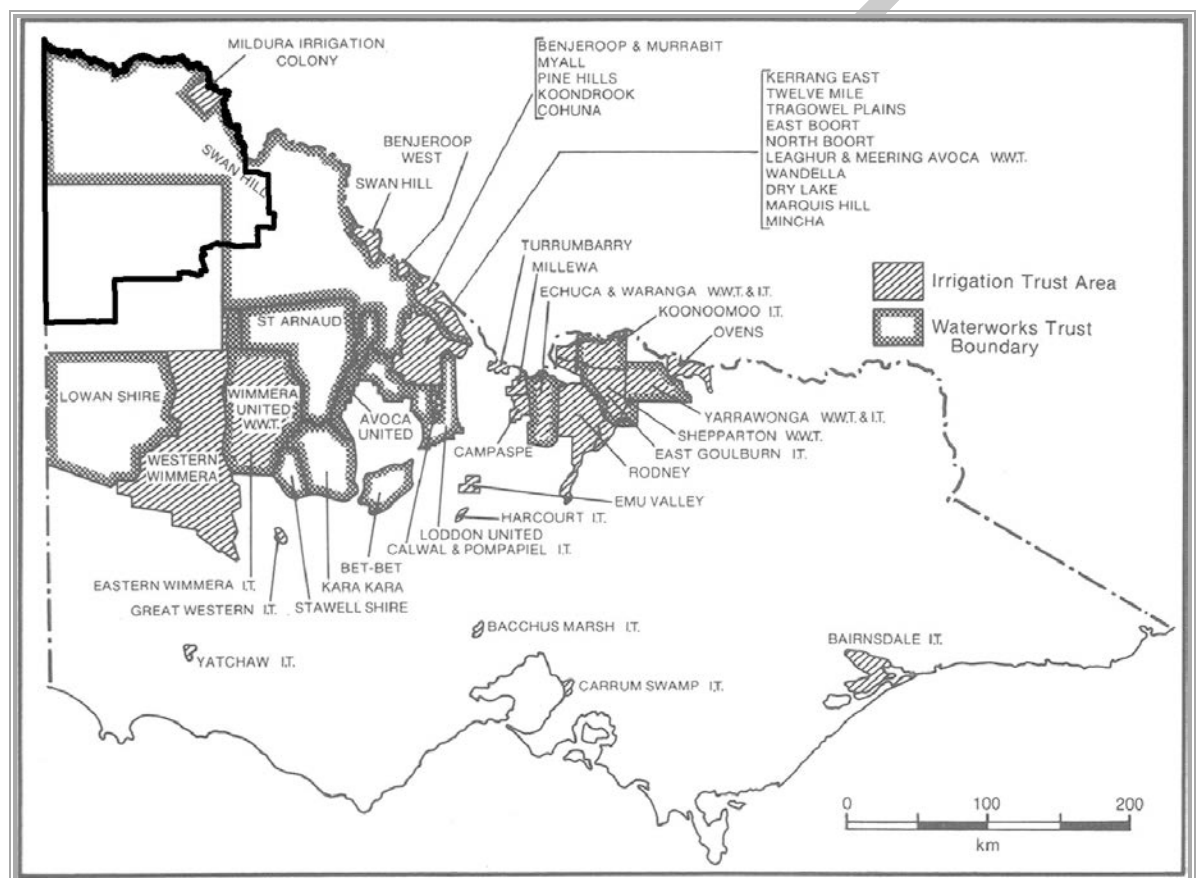 MILDURA IRRIGATION
COLONY
BENJEROOP & MURRABIT
MYALL
PINE HILLS
KOONDROOK
COHUNA
KERRANG EAST
TWELVE MILE
TRAGOWEL PLAINS
EAST BOORT
NORTH BOORT
LEAGHUR & MEERING AVOCA W.W.T.
WANDELLA
DRY LAKE
MARQUIS HILL
MINCHA
BENJEROOP
WEST
SWAN HILL
SWAN HILL
TURRUMBARRY
MILLEWA
ECHUCA & WARANGA W.W.T. & I.T.
KOONOOMOO I.T.
OVENS
Irrigation Trust Area
Waterworks Trust
Boundary
ST ARNAUD
LOWAN SHIRE
WIMMERA
UNITED
W.W.T.
AVOCA
UNITED
WESTERN
WIMMERA
CAMPASPE
YARRAWONGA W.W.T. & I.T.
SHEPPARTON W.W.T.
EAST GOULBURN I.T.
RODNEY
EMU VALLEY
HARCOURT I.T.
LODDON UNITED
CALWAL & POMPAPIEL I.T.
BET-BET
KARA KARA
EASTERN WIMMERA I.T.
GREAT WESTERN I.T.
STAWELL SHIRE
BACCHUS MARSH I.T.
YATCHAW I.T.
CARRUM SWAMP I.T.
BAIRNSDALE I.T.
0 100 200
km